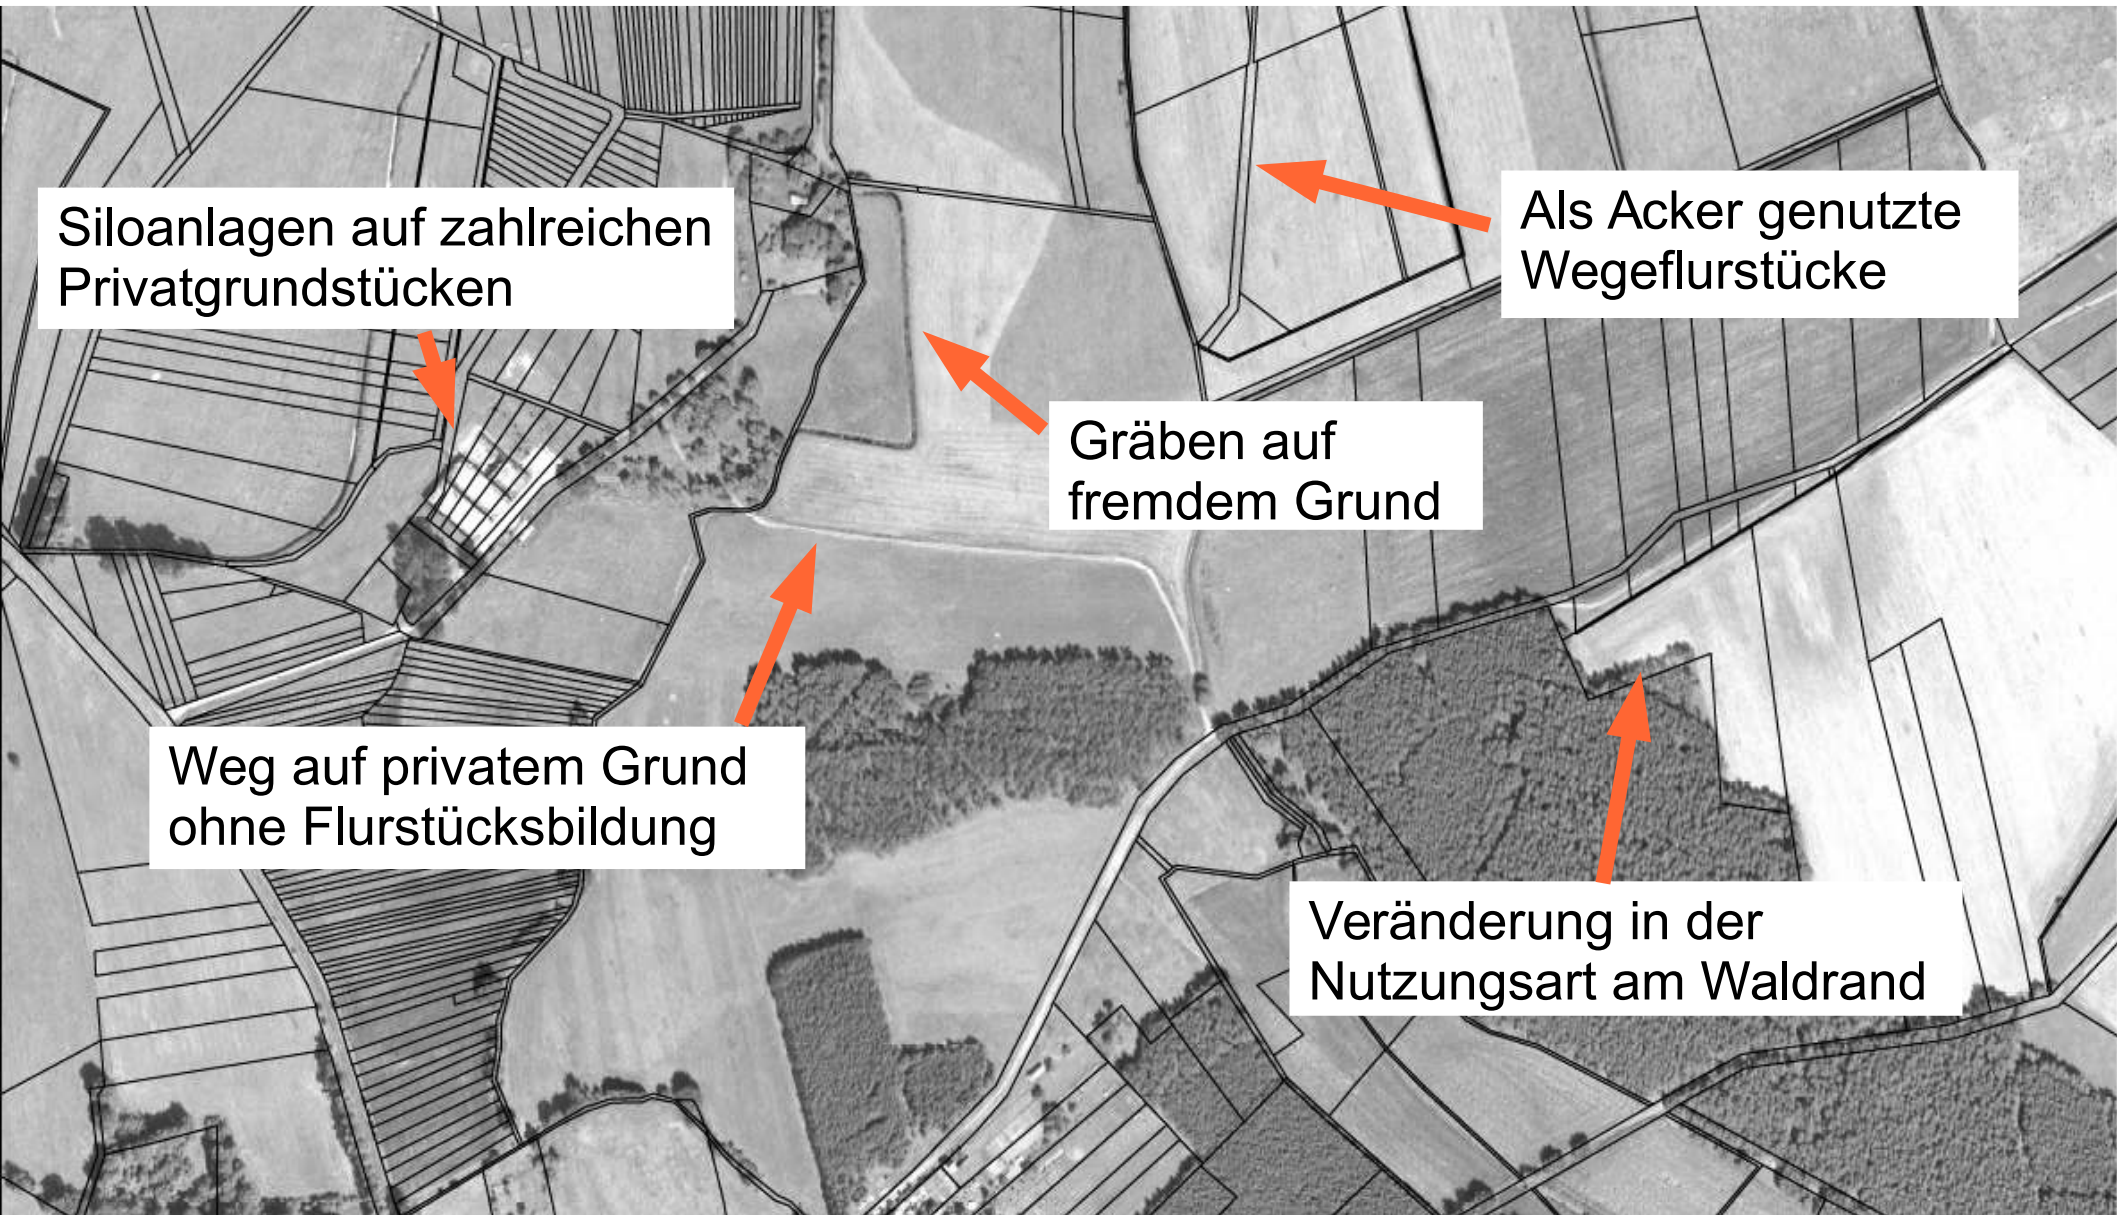 Siloanlagen auf zahlreichen
Privatgrundstücken
Als Acker genutzte
Wegeflurstücke
Gräben auf
fremdem Grund
Weg auf privatem Grund
ohne Flurstücksbildung
Veränderung in der
Nutzungsart am Waldrand